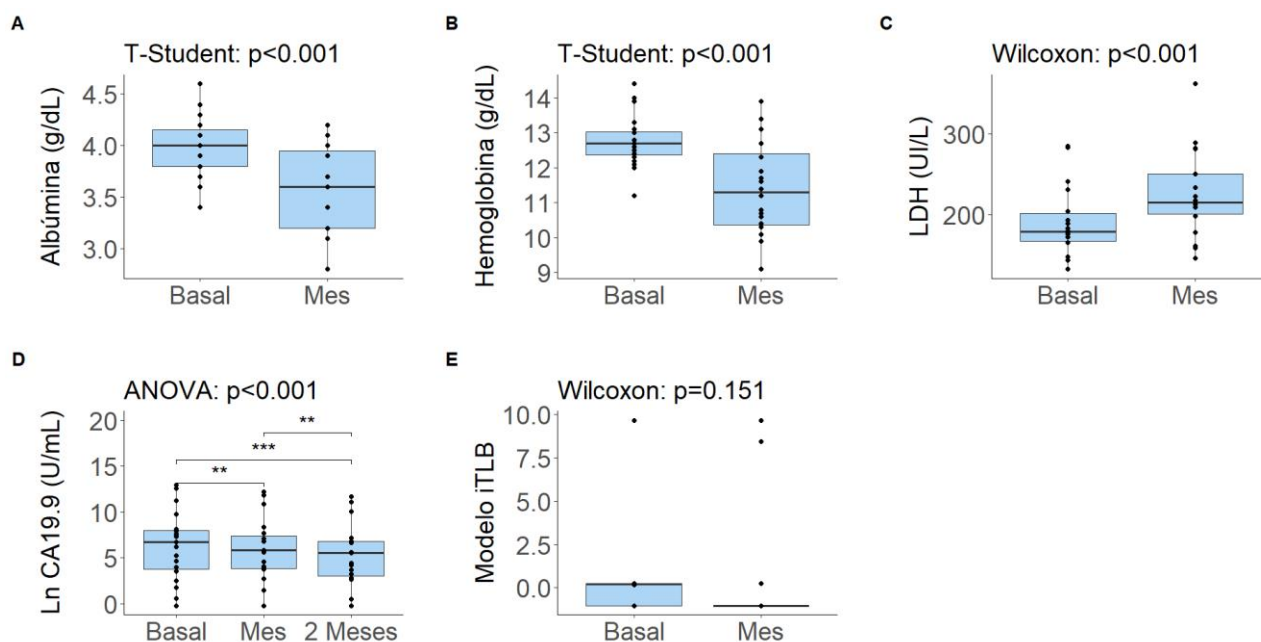 A
T-Student: p<0.001
Albúmina (g/dL)
4.5
4.0
3.5
3.0
Basal Mes
B
T-Student: p<0.001
Hemoglobina (g/dL)
14
13
12
11
10
9
Basal Mes
C
Wilcoxon: p<0.001
LDH (UI/L)
300
200
Basal Mes
D
ANOVA: p<0.001
Ln CA19.9 (U/mL)
20
15
10
5
0
**
***
**
Basal Mes 2 Meses
E
Wilcoxon: p=0.151
Modelo iTLB
10.0
7.5
5.0
2.5
0.0
Basal Mes